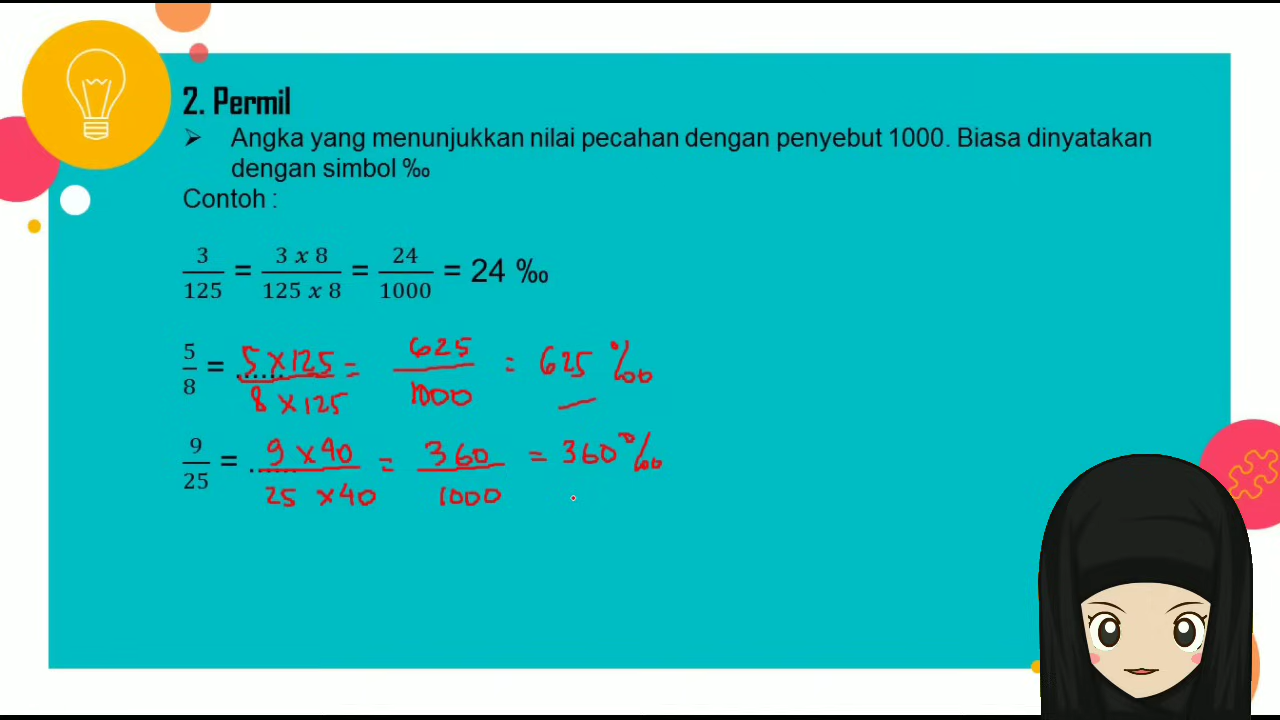 2. Permil
➢ Angka yang menunjukkan nilai pecahan dengan penyebut 1000. Biasa dinyatakan
dengan simbol ‰
Contoh :
3/125 = 3 x 8/125 x 8 = 24/1000 = 24 ‰
5/8 = ...... 5 x 125/8 x 125 = 625/1000 = 625 ‰
9/25 = ...... 9 x 40/25 x 40 = 360/1000 = 360 ‰